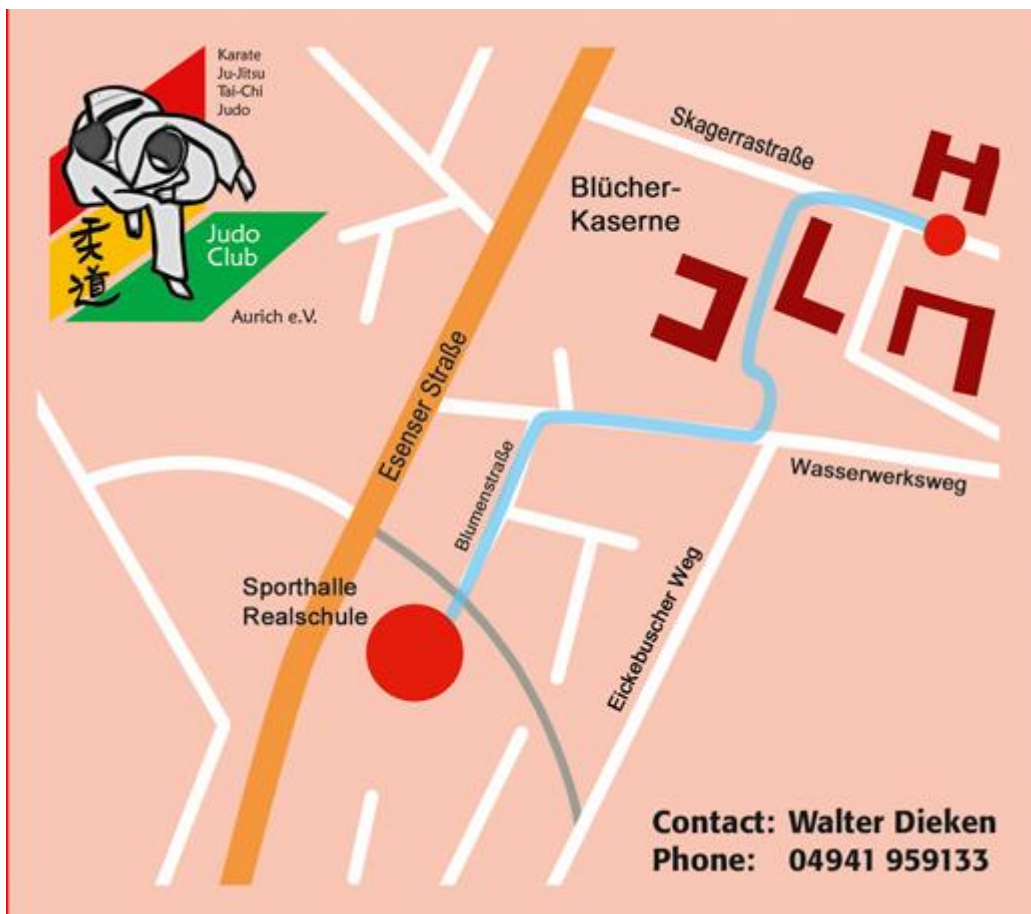 Karate
Ju-Jitsu
Tai-Chi
Judo
柔
道
Judo
Club
Aurich e.V.
Skagerrastraße
Blücher-
Kaserne
Esenser Straße
Blumenstraße
Wasserwerksweg
Sporthalle
Realschule
Eickebuscher Weg
Contact: Walter Dieken
Phone: 04941 959133